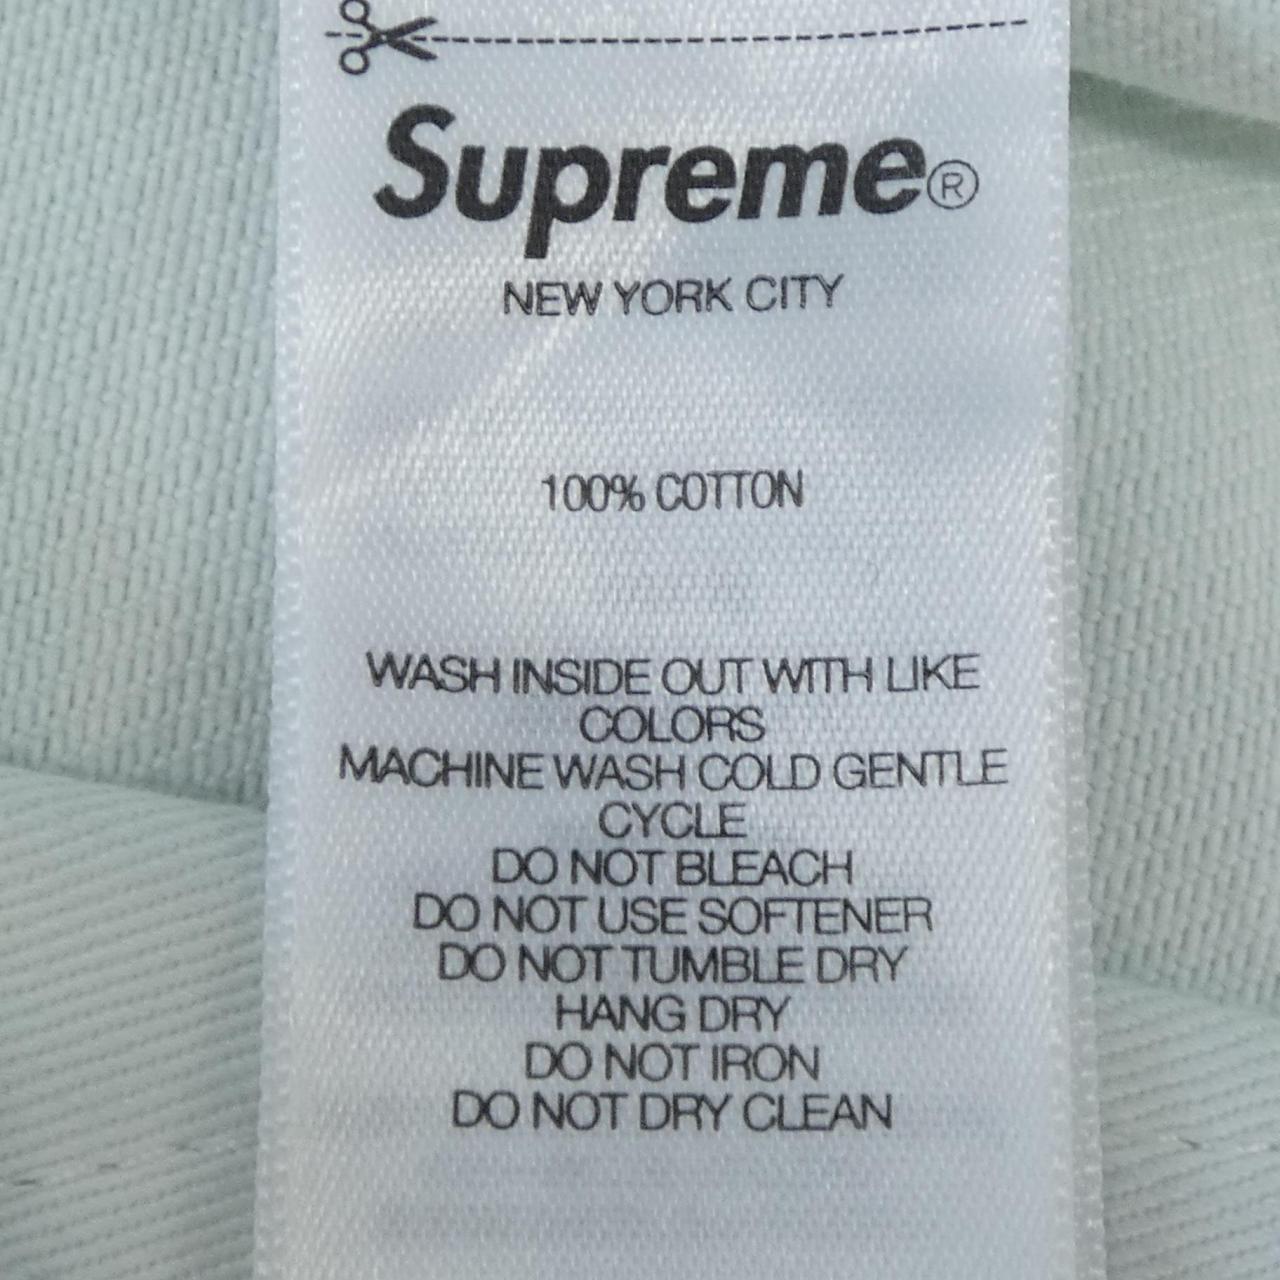 Supreme®
NEW YORK CITY
100% COTTON
WASH INSIDE OUT WITH LIKE
COLORS
MACHINE WASH COLD GENTLE
CYCLE
DO NOT BLEACH
DO NOT USE SOFTENER
DO NOT TUMBLE DRY
HANG DRY
DO NOT IRON
DO NOT DRY CLEAN